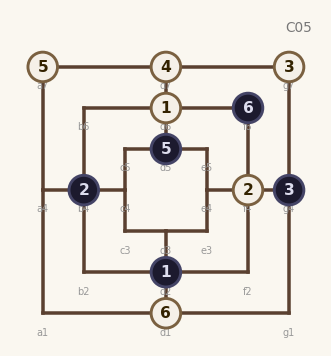 C05
5 4 3
a7 d7 g7
1 6
b6 d6 f6
5
c5 d5 e5
2 2 3
a4 b4 c4 e4 f4 g4
c3 d3 e3
1
b2 d2 f2
6
a1 d1 g1